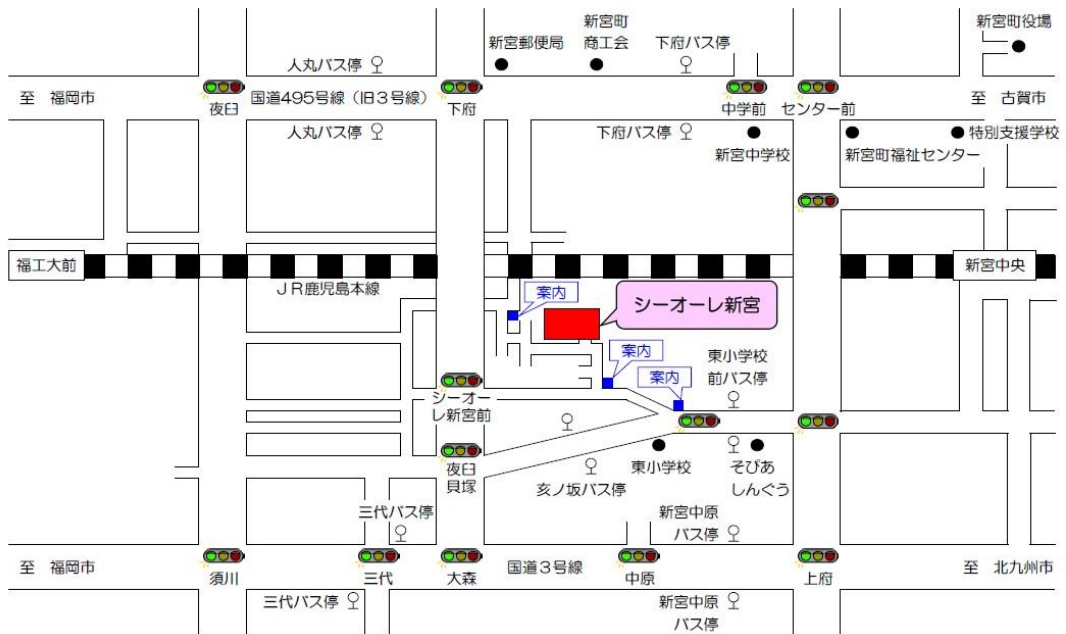 新宮町役場
新宮町
商工会
新宮郵便局
下府バス停
人丸バス停
至　福岡市
夜臼
国道495号線（旧3号線）
下府
中学前
センター前
至　古賀市
人丸バス停
下府バス停
新宮中学校
新宮町福祉センター
特別支援学校
福工大前
新宮中央
JR鹿児島本線
案内
シーオーレ新宮
案内
案内
東小学校
前バス停
シーオー
レ新宮前
夜臼
貝塚
亥ノ坂バス停
東小学校
そぴあ
しんぐう
三代バス停
新宮中原
バス停
至　福岡市
須川
三代
大森
国道3号線
中原
上府
至　北九州市
三代バス停
新宮中原
バス停